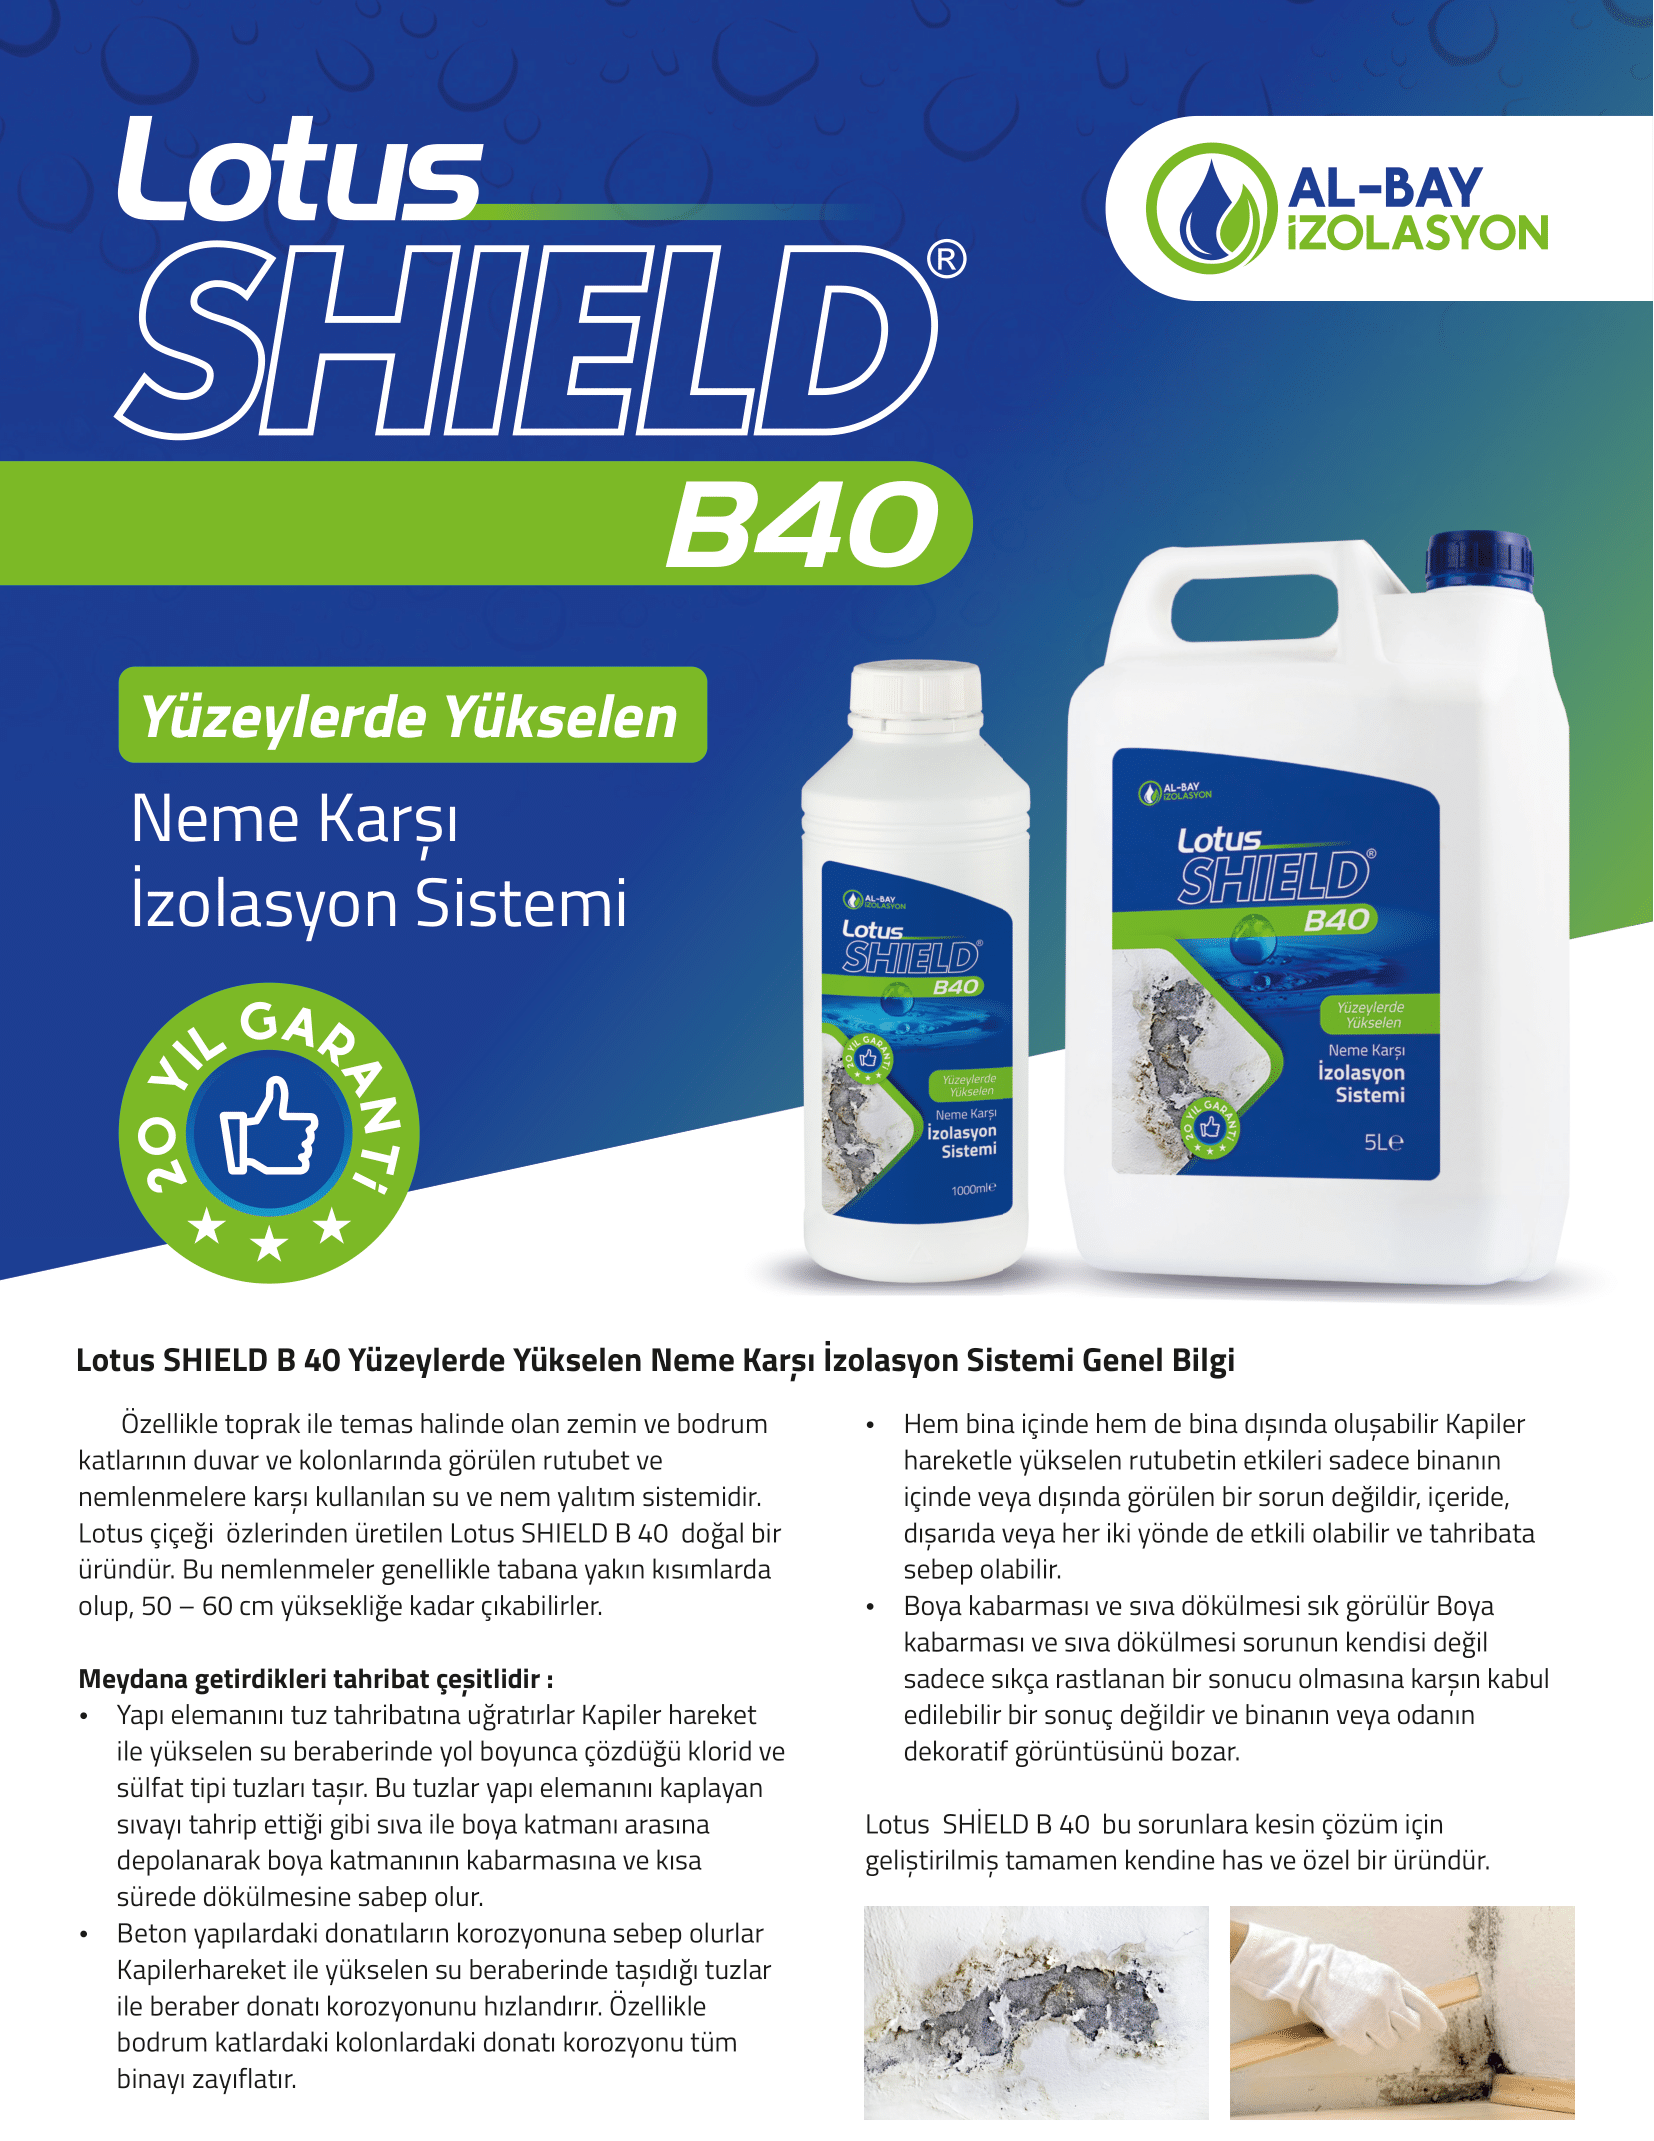 Lotus
SHIELD®
B40
AL-BAY
İZOLASYON
Yüzeylerde Yükselen
Neme Karşı
İzolasyon Sistemi
20 YIL GARANTİ
AL-BAY
İZOLASYON
Lotus
SHIELD®
B40
20 YIL GARANTİ
Yüzeylerde
Yükselen
Neme Karşı
İzolasyon
Sistemi
1000ml℮
AL-BAY
İZOLASYON
Lotus
SHIELD®
B40
Yüzeylerde
Yükselen
Neme Karşı
İzolasyon
Sistemi
20 YIL GARANTİ
5L℮
Lotus SHIELD B 40 Yüzeylerde Yükselen Neme Karşı İzolasyon Sistemi Genel Bilgi
Özellikle toprak ile temas halinde olan zemin ve bodrum
katlarının duvar ve kolonlarında görülen rutubet ve
nemlenmelere karşı kullanılan su ve nem yalıtım sistemidir.
Lotus çiçeği özlerinden üretilen Lotus SHIELD B 40 doğal bir
üründür. Bu nemlenmeler genellikle tabana yakın kısımlarda
olup, 50 – 60 cm yüksekliğe kadar çıkabilirler.
Meydana getirdikleri tahribat çeşitlidir :
• Yapı elemanını tuz tahribatına uğratırlar Kapiler hareket
ile yükselen su beraberinde yol boyunca çözdüğü klorid ve
sülfat tipi tuzları taşır. Bu tuzlar yapı elemanını kaplayan
sıvayı tahrip ettiği gibi sıva ile boya katmanı arasına
depolanarak boya katmanının kabarmasına ve kısa
sürede dökülmesine sabep olur.
• Beton yapılardaki donatıların korozyonuna sebep olurlar
Kapilerhareket ile yükselen su beraberinde taşıdığı tuzlar
ile beraber donatı korozyonunu hızlandırır. Özellikle
bodrum katlardaki kolonlardaki donatı korozyonu tüm
binayı zayıflatır.
• Hem bina içinde hem de bina dışında oluşabilir Kapiler
hareketle yükselen rutubetin etkileri sadece binanın
içinde veya dışında görülen bir sorun değildir, içeride,
dışarıda veya her iki yönde de etkili olabilir ve tahribata
sebep olabilir.
• Boya kabarması ve sıva dökülmesi sık görülür Boya
kabarması ve sıva dökülmesi sorunun kendisi değil
sadece sıkça rastlanan bir sonucu olmasına karşın kabul
edilebilir bir sonuç değildir ve binanın veya odanın
dekoratif görüntüsünü bozar.
Lotus SHİELD B 40 bu sorunlara kesin çözüm için
geliştirilmiş tamamen kendine has ve özel bir üründür.